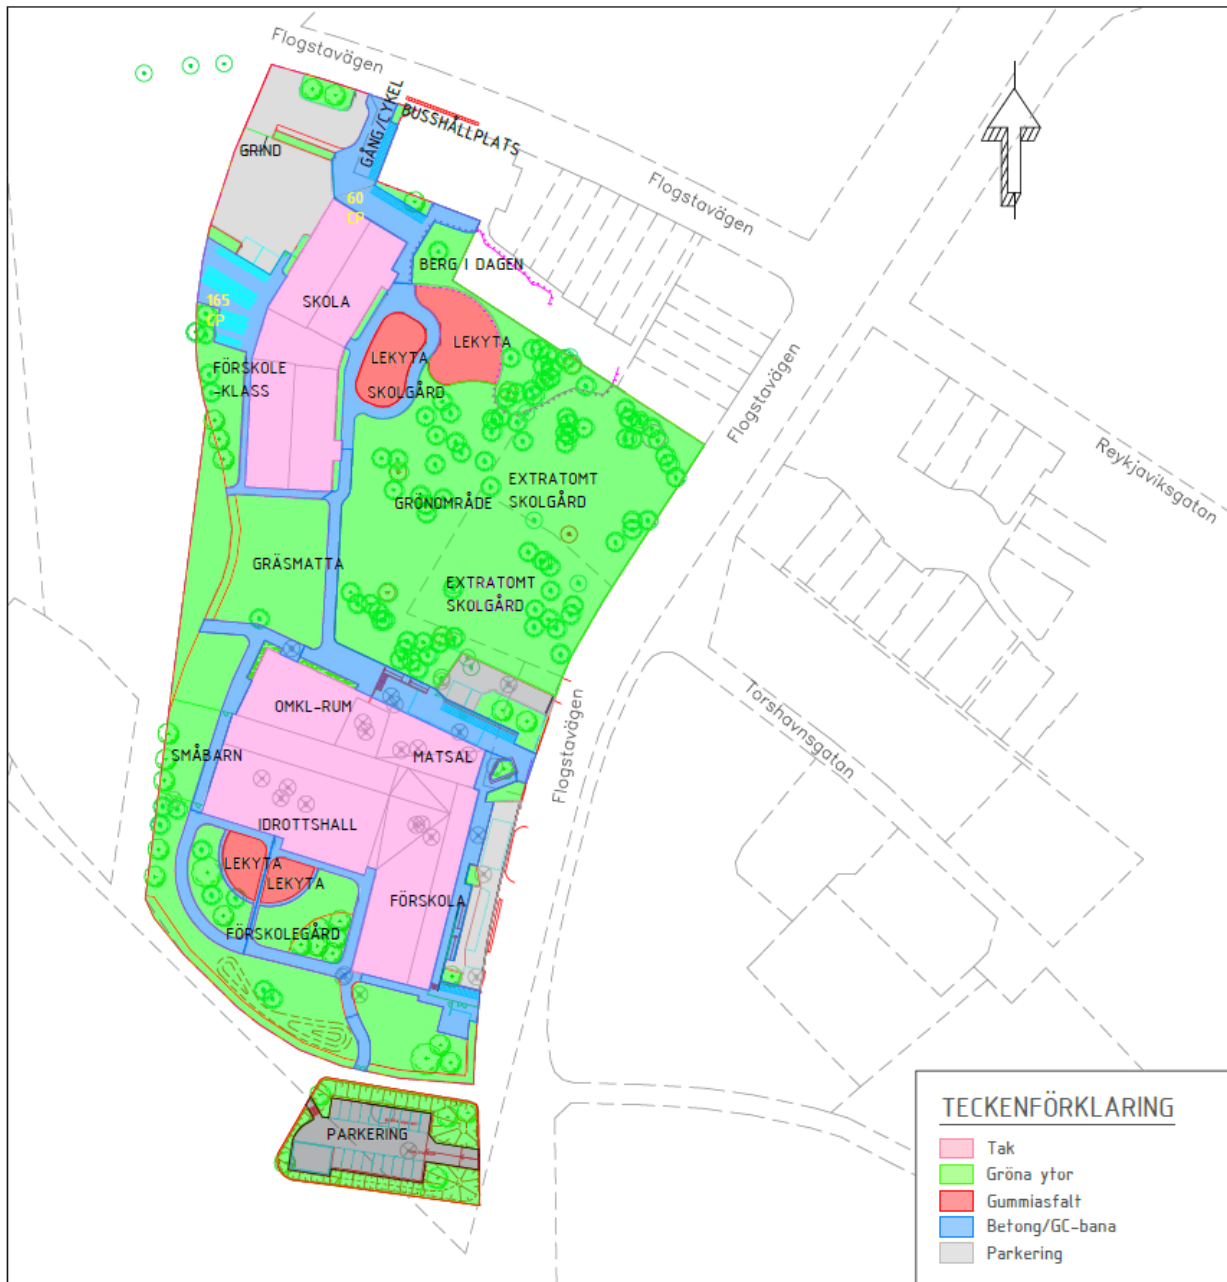 Flogstavägen
GÅNG/CYKEL
BUSSHÅLLPLATS
GRIND
Flogstavägen
60
CP
BERG I DAGEN
SKOLA
165
CP
LEKYTA
LEKYTA
FÖRSKOLE
-KLASS
SKOLGÅRD
Flogstavägen
Reykjaviksgatan
EXTRATOMT
SKOLGÅRD
GRÖNOMRÅDE
GRÄSMATTA
EXTRATOMT
SKOLGÅRD
OMKL-RUM
Flogstavägen
Torshavnsgatan
SMÅBARN
MATSAL
IDROTTSHALL
LEKYTA
LEKYTA
FÖRSKOLA
FÖRSKOLEGÅRD
PARKERING
TECKENFÖRKLARING
Tak
Gröna ytor
Gummiasfalt
Betong/GC-bana
Parkering